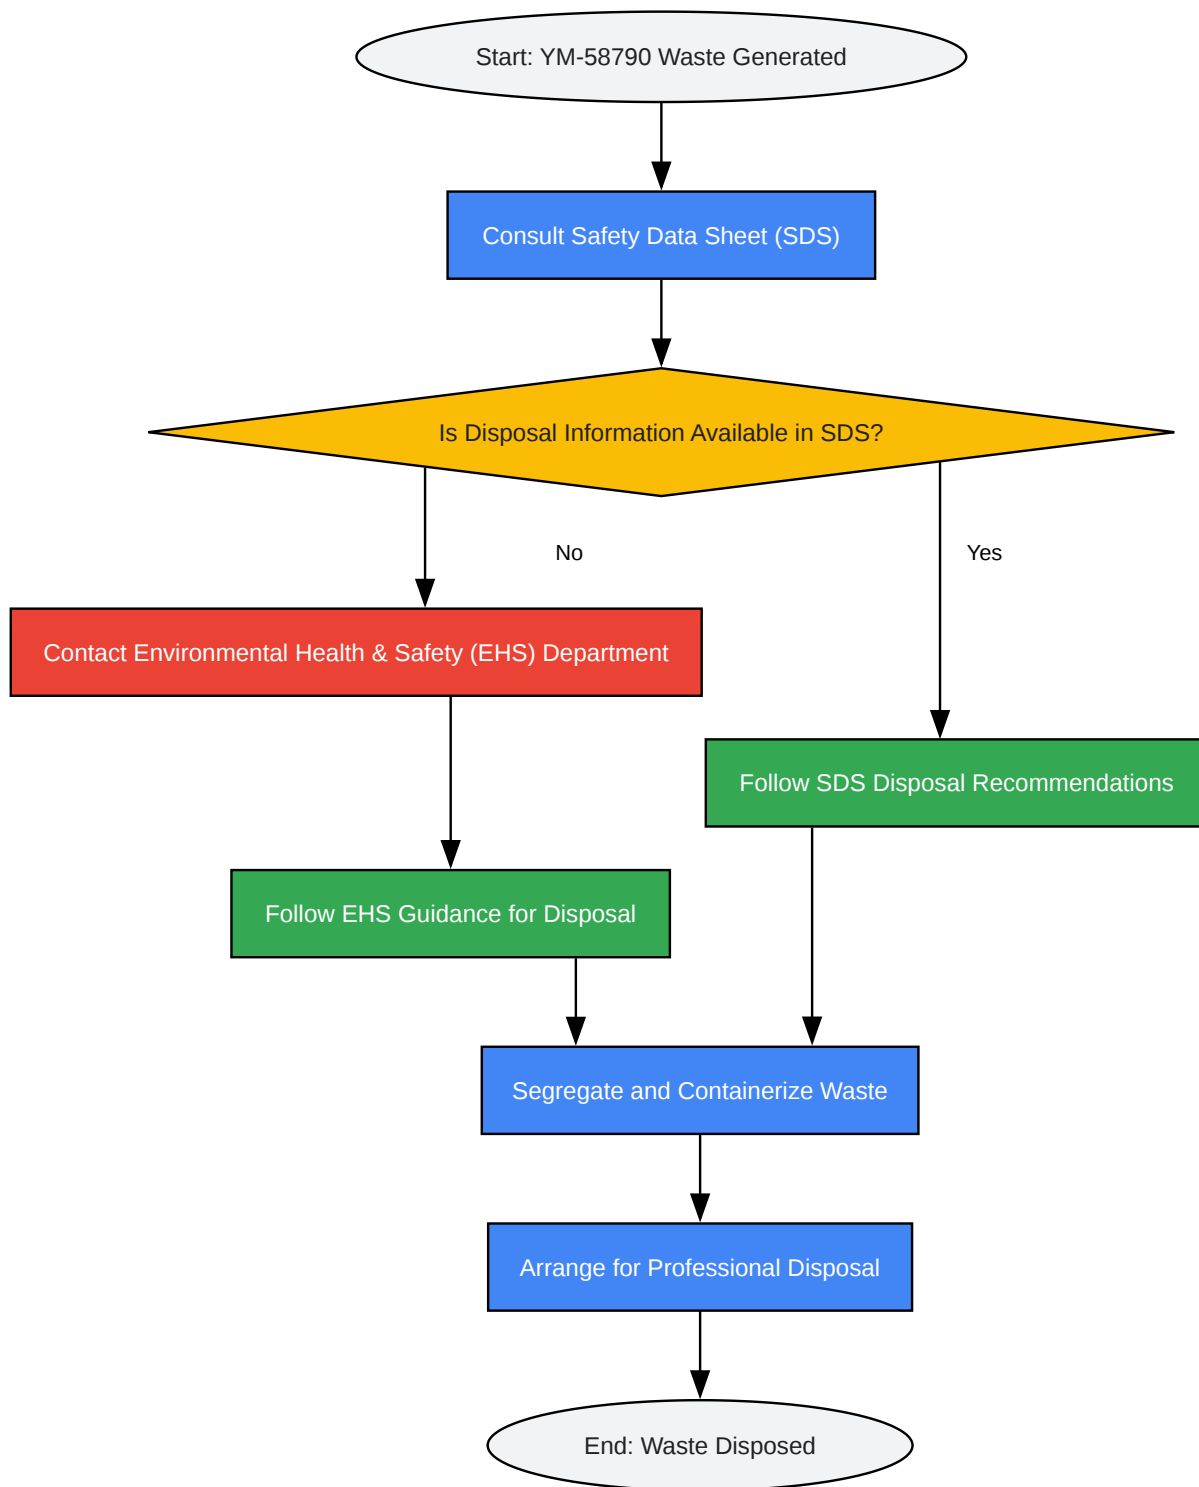 Start: YM-58790 Waste Generated
Consult Safety Data Sheet (SDS)
Is Disposal Information Available in SDS?
No
Yes
Contact Environmental Health & Safety (EHS) Department
Follow SDS Disposal Recommendations
Follow EHS Guidance for Disposal
Segregate and Containerize Waste
Arrange for Professional Disposal
End: Waste Disposed